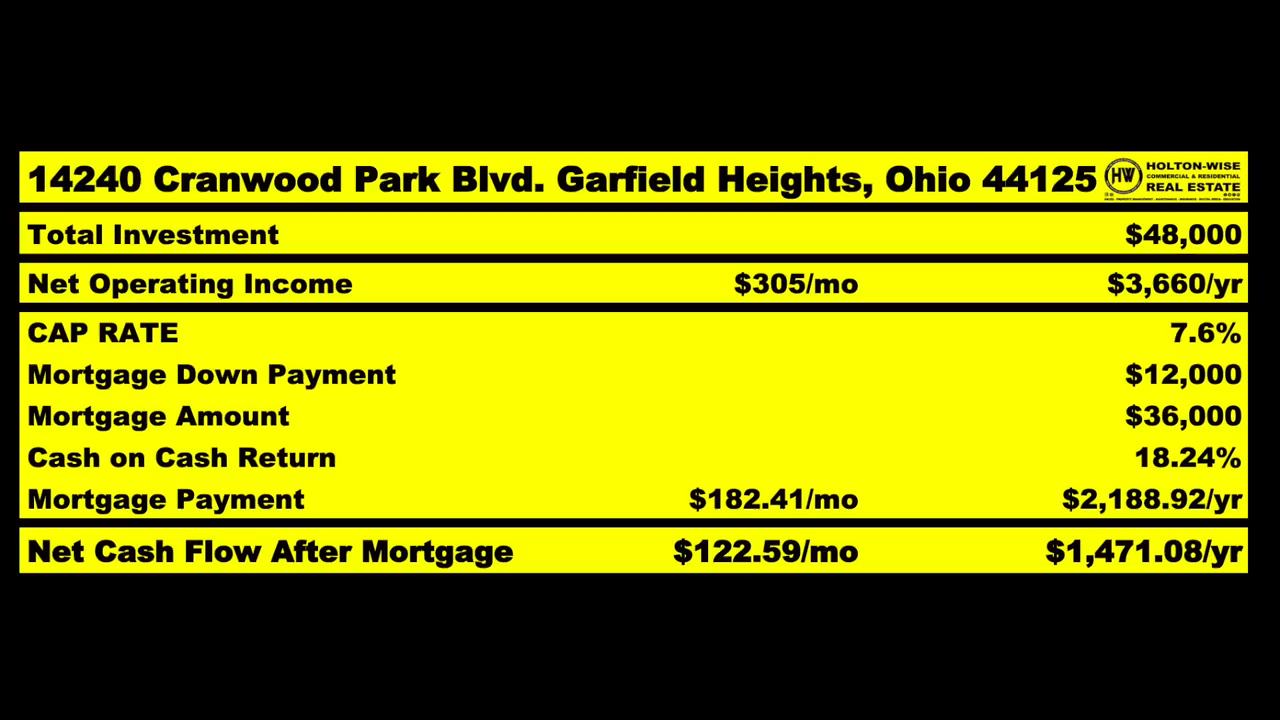 14240 Cranwood Park Blvd. Garfield Heights, Ohio 44125
HW
HOLTON-WISE
COMMERCIAL & RESIDENTIAL
REAL ESTATE
Total Investment $48,000
Net Operating Income $305/mo $3,660/yr
CAP RATE 7.6%
Mortgage Down Payment $12,000
Mortgage Amount $36,000
Cash on Cash Return 18.24%
Mortgage Payment $182.41/mo $2,188.92/yr
Net Cash Flow After Mortgage $122.59/mo $1,471.08/yr